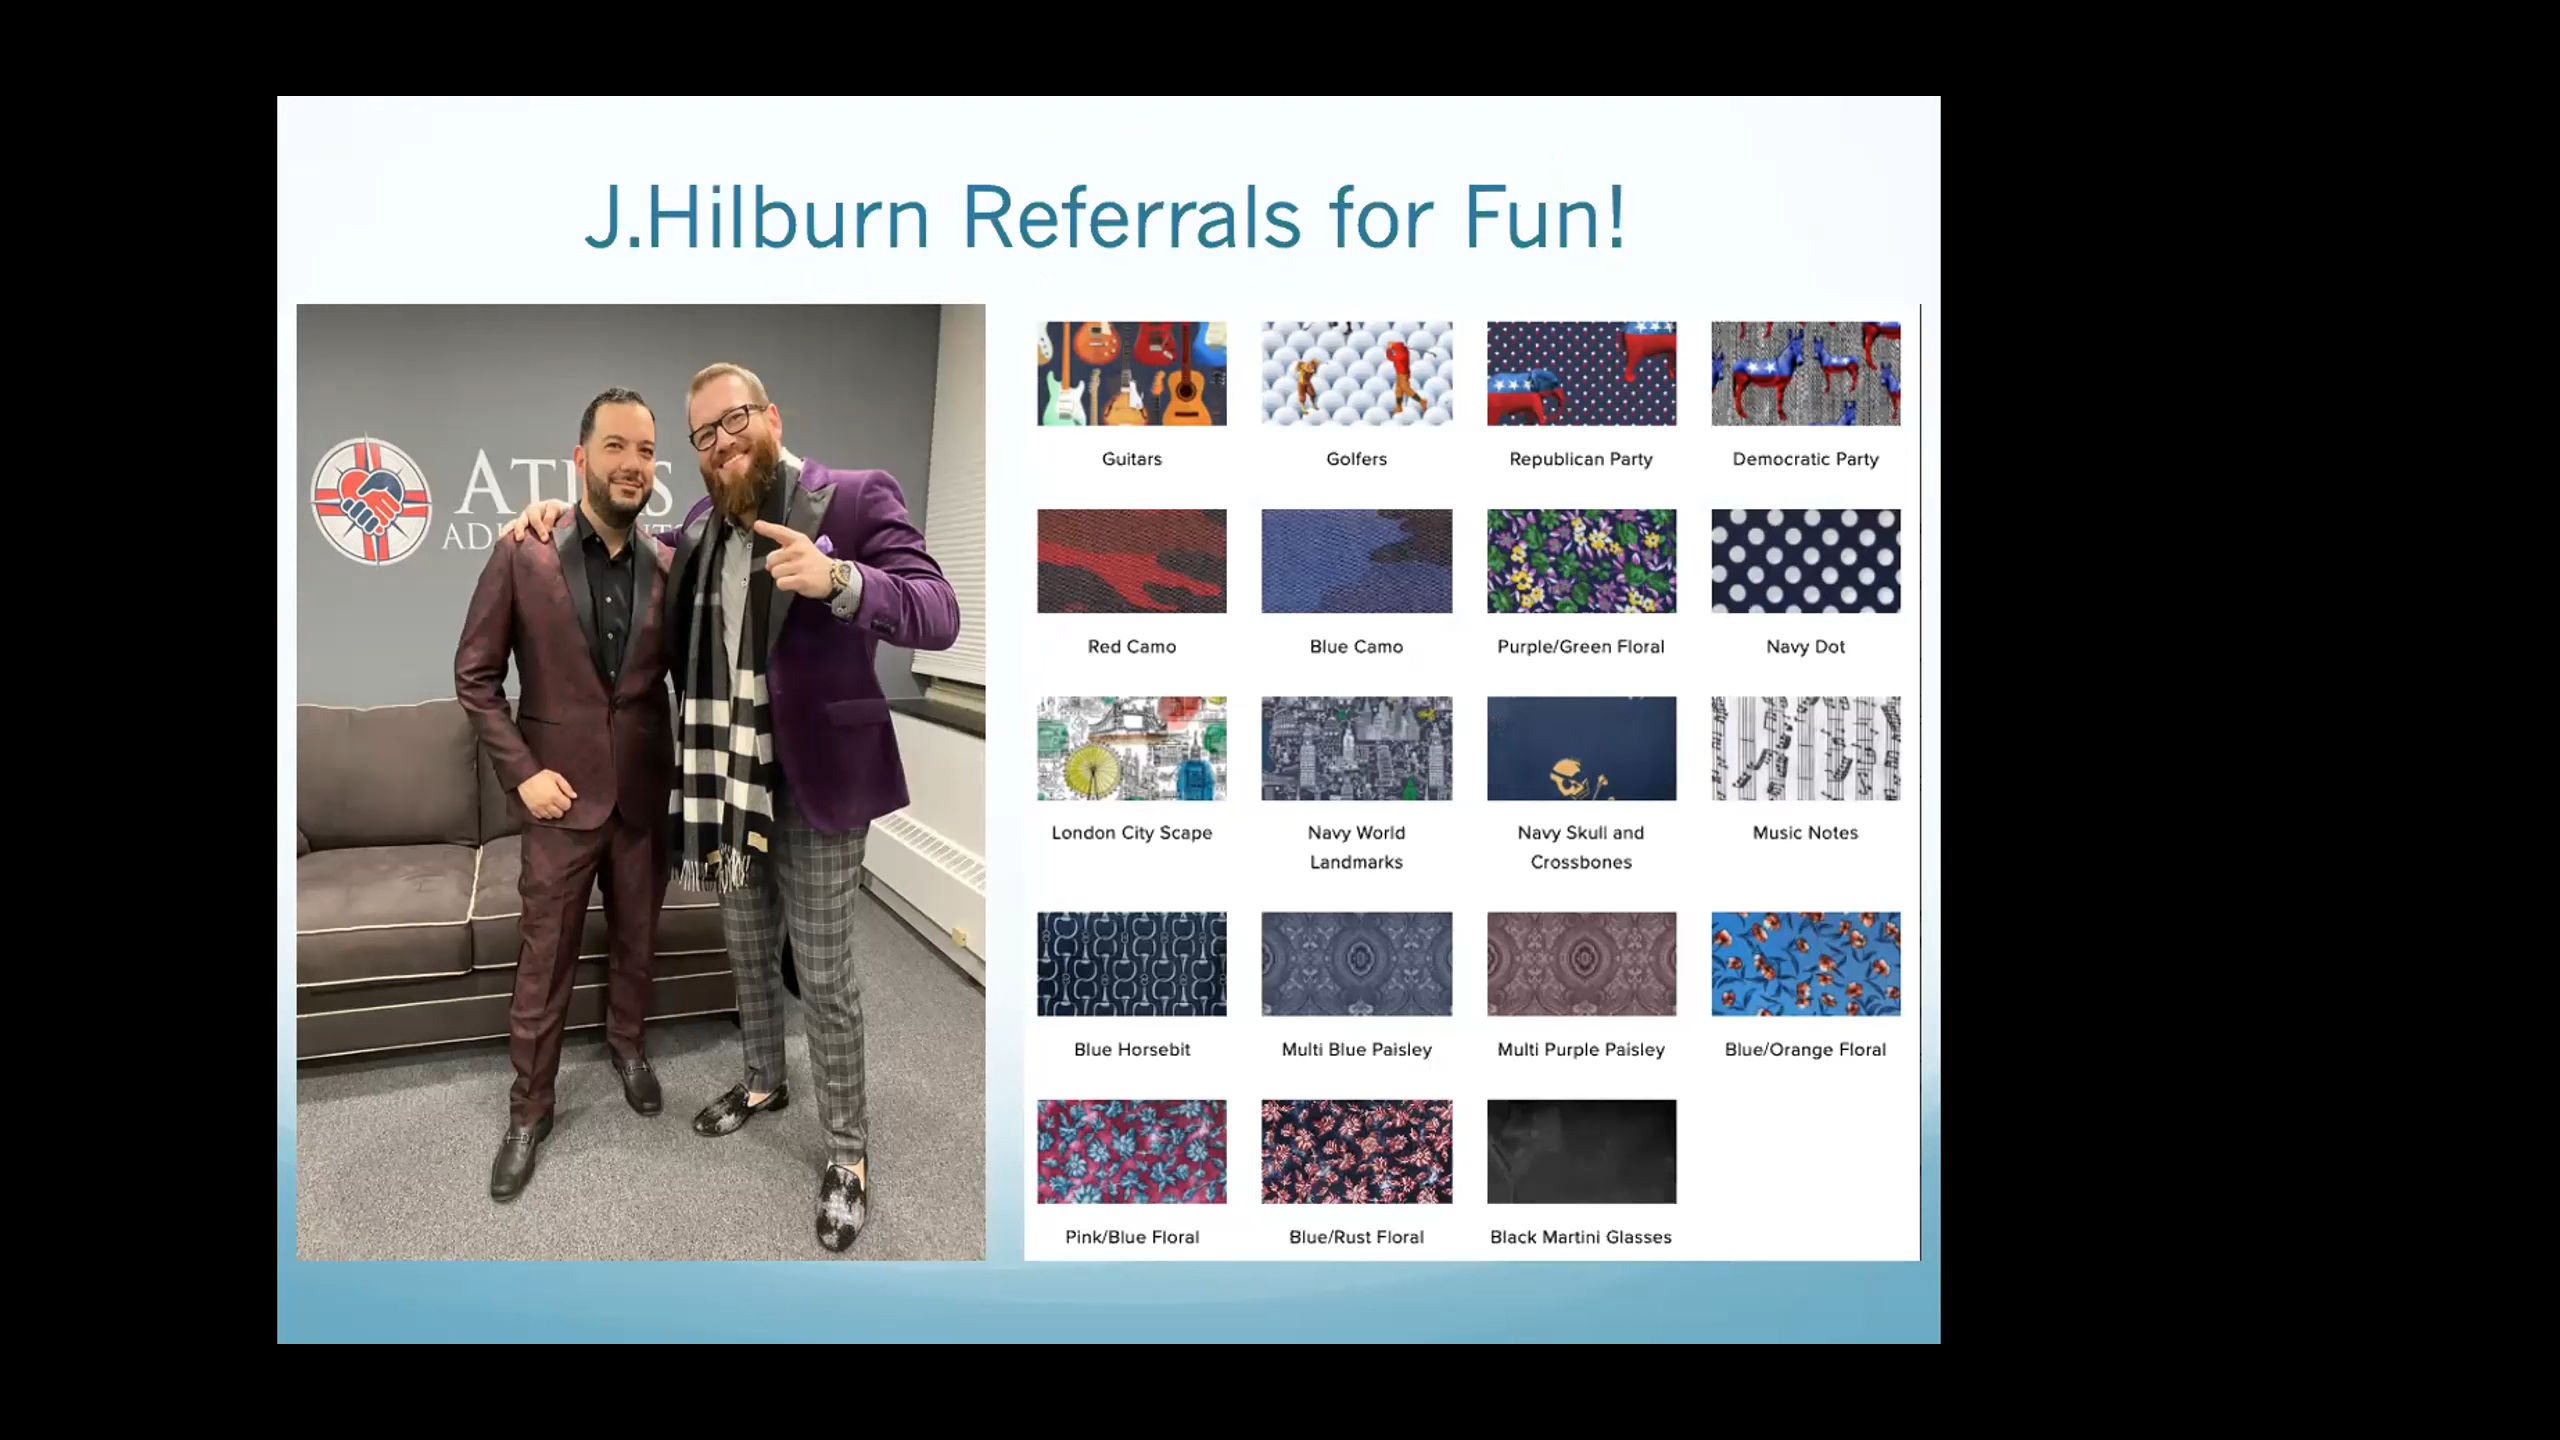 J.Hilburn Referrals for Fun!
Guitars
Golfers
Republican Party
Democratic Party
Red Camo
Blue Camo
Purple/Green Floral
Navy Dot
London City Scape
Navy World
Landmarks
Navy Skull and
Crossbones
Music Notes
Blue Horsebit
Multi Blue Paisley
Multi Purple Paisley
Blue/Orange Floral
Pink/Blue Floral
Blue/Rust Floral
Black Martini Glasses